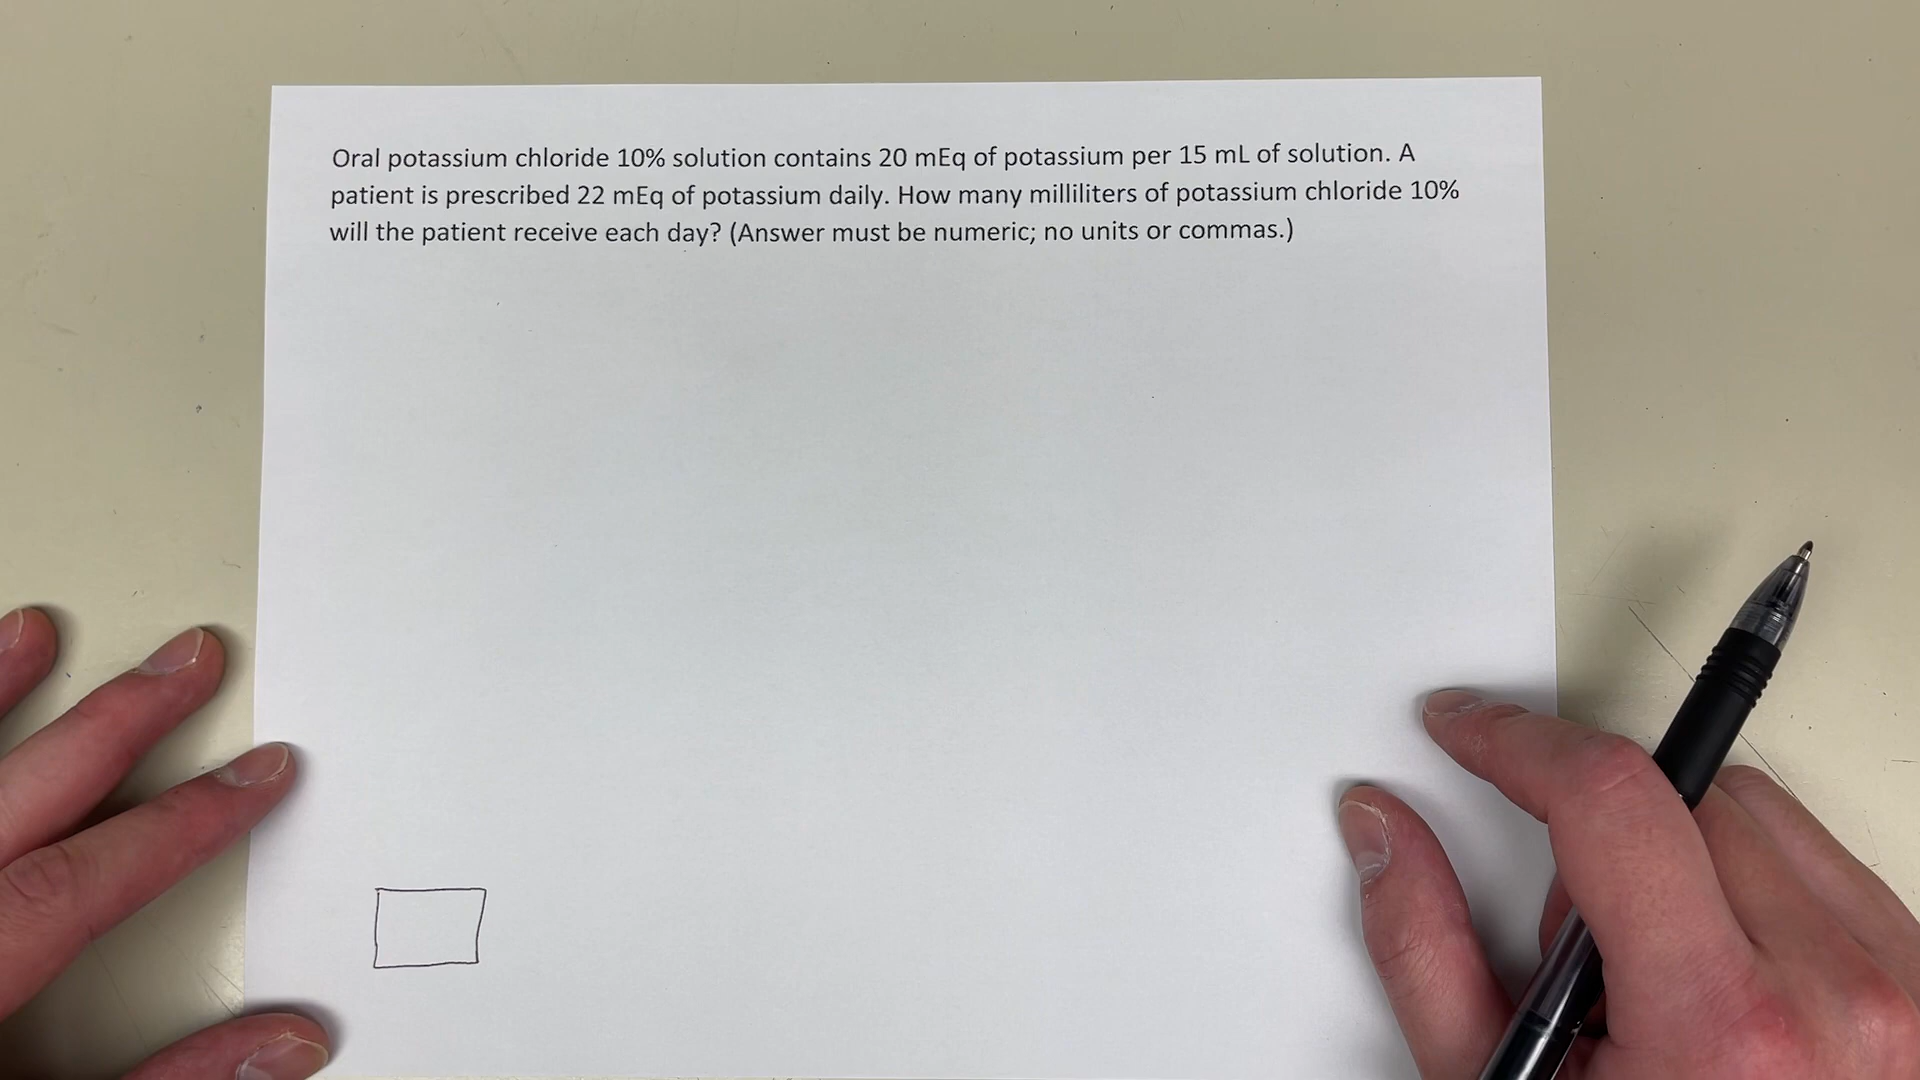 Oral potassium chloride 10% solution contains 20 mEq of potassium per 15 mL of solution. A
patient is prescribed 22 mEq of potassium daily. How many milliliters of potassium chloride 10%
will the patient receive each day? (Answer must be numeric; no units or commas.)